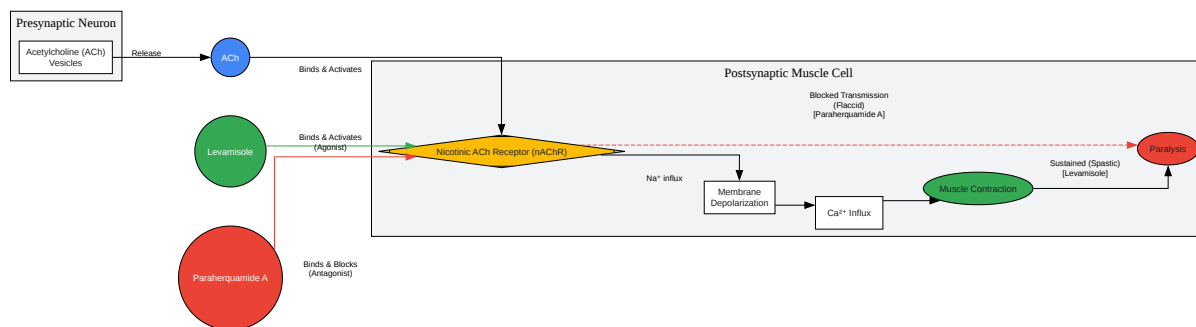 Presynaptic Neuron
Acetylcholine (ACh)
Vesicles
Release
ACh
Binds & Activates
Postsynaptic Muscle Cell
Blocked Transmission
(Flaccid)
[Paraherquamide A]
Levamisole
Binds & Activates
(Agonist)
Nicotinic ACh Receptor (nAChR)
Paralysis
Sustained (Spastic)
[Levamisole]
Na⁺ influx
Membrane
Depolarization
Muscle Contraction
Ca²⁺ Influx
Paraherquamide A
Binds & Blocks
(Antagonist)